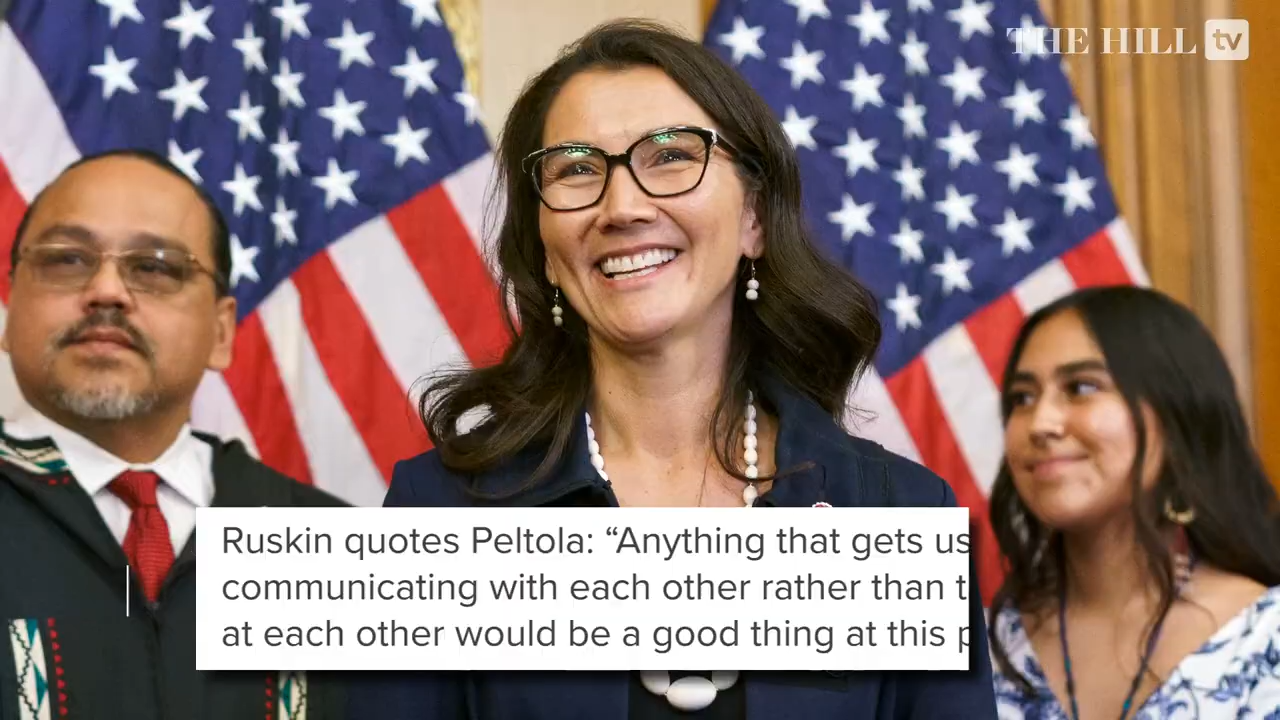 THE HILL tv
Ruskin quotes Peltola: “Anything that gets us
communicating with each other rather than
at each other would be a good thing at this